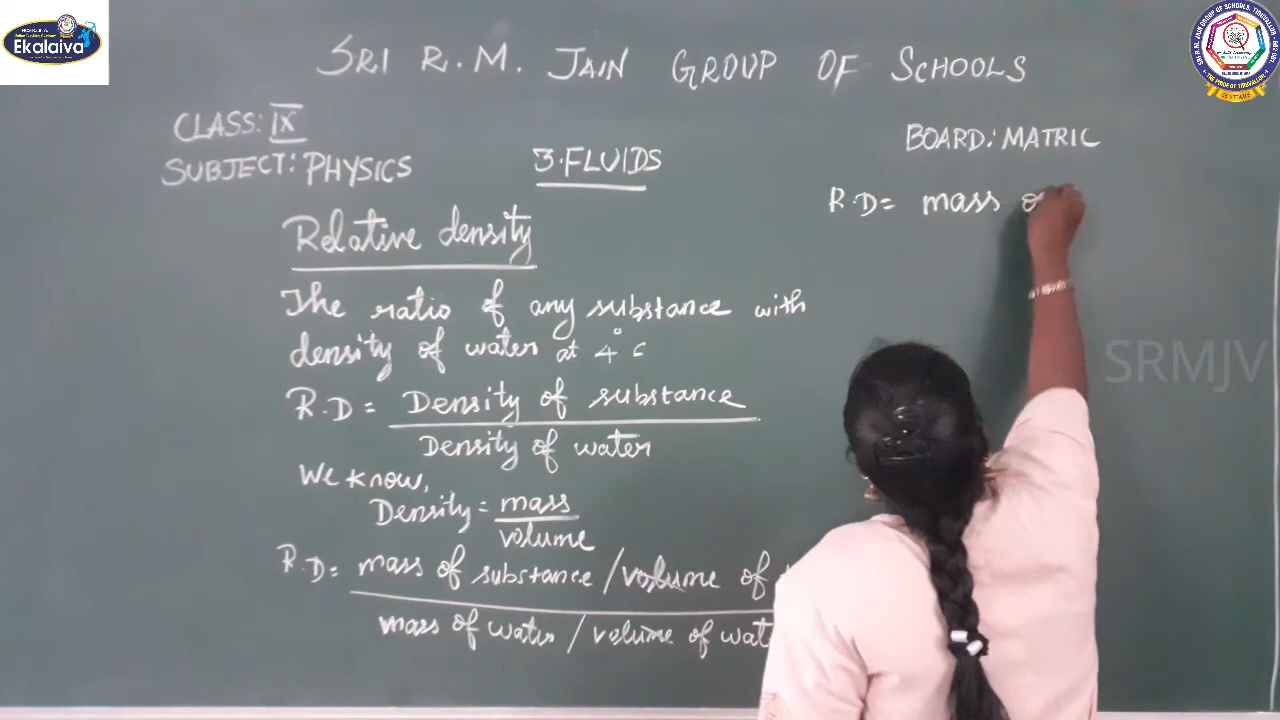 Ekalaiva
SRI R.M. JAIN GROUP OF SCHOOLS
CLASS: IX
BOARD: MATRIC
SUBJECT: PHYSICS
3. FLUIDS
Relative density
The ratio of any substance with
density of water at 4°C
R.D = Density of substance
Density of water
We know,
Density = mass
volume
R.D = mass of substance / volume of
mass of water / volume of wat
R.D = mass o
SRMJV